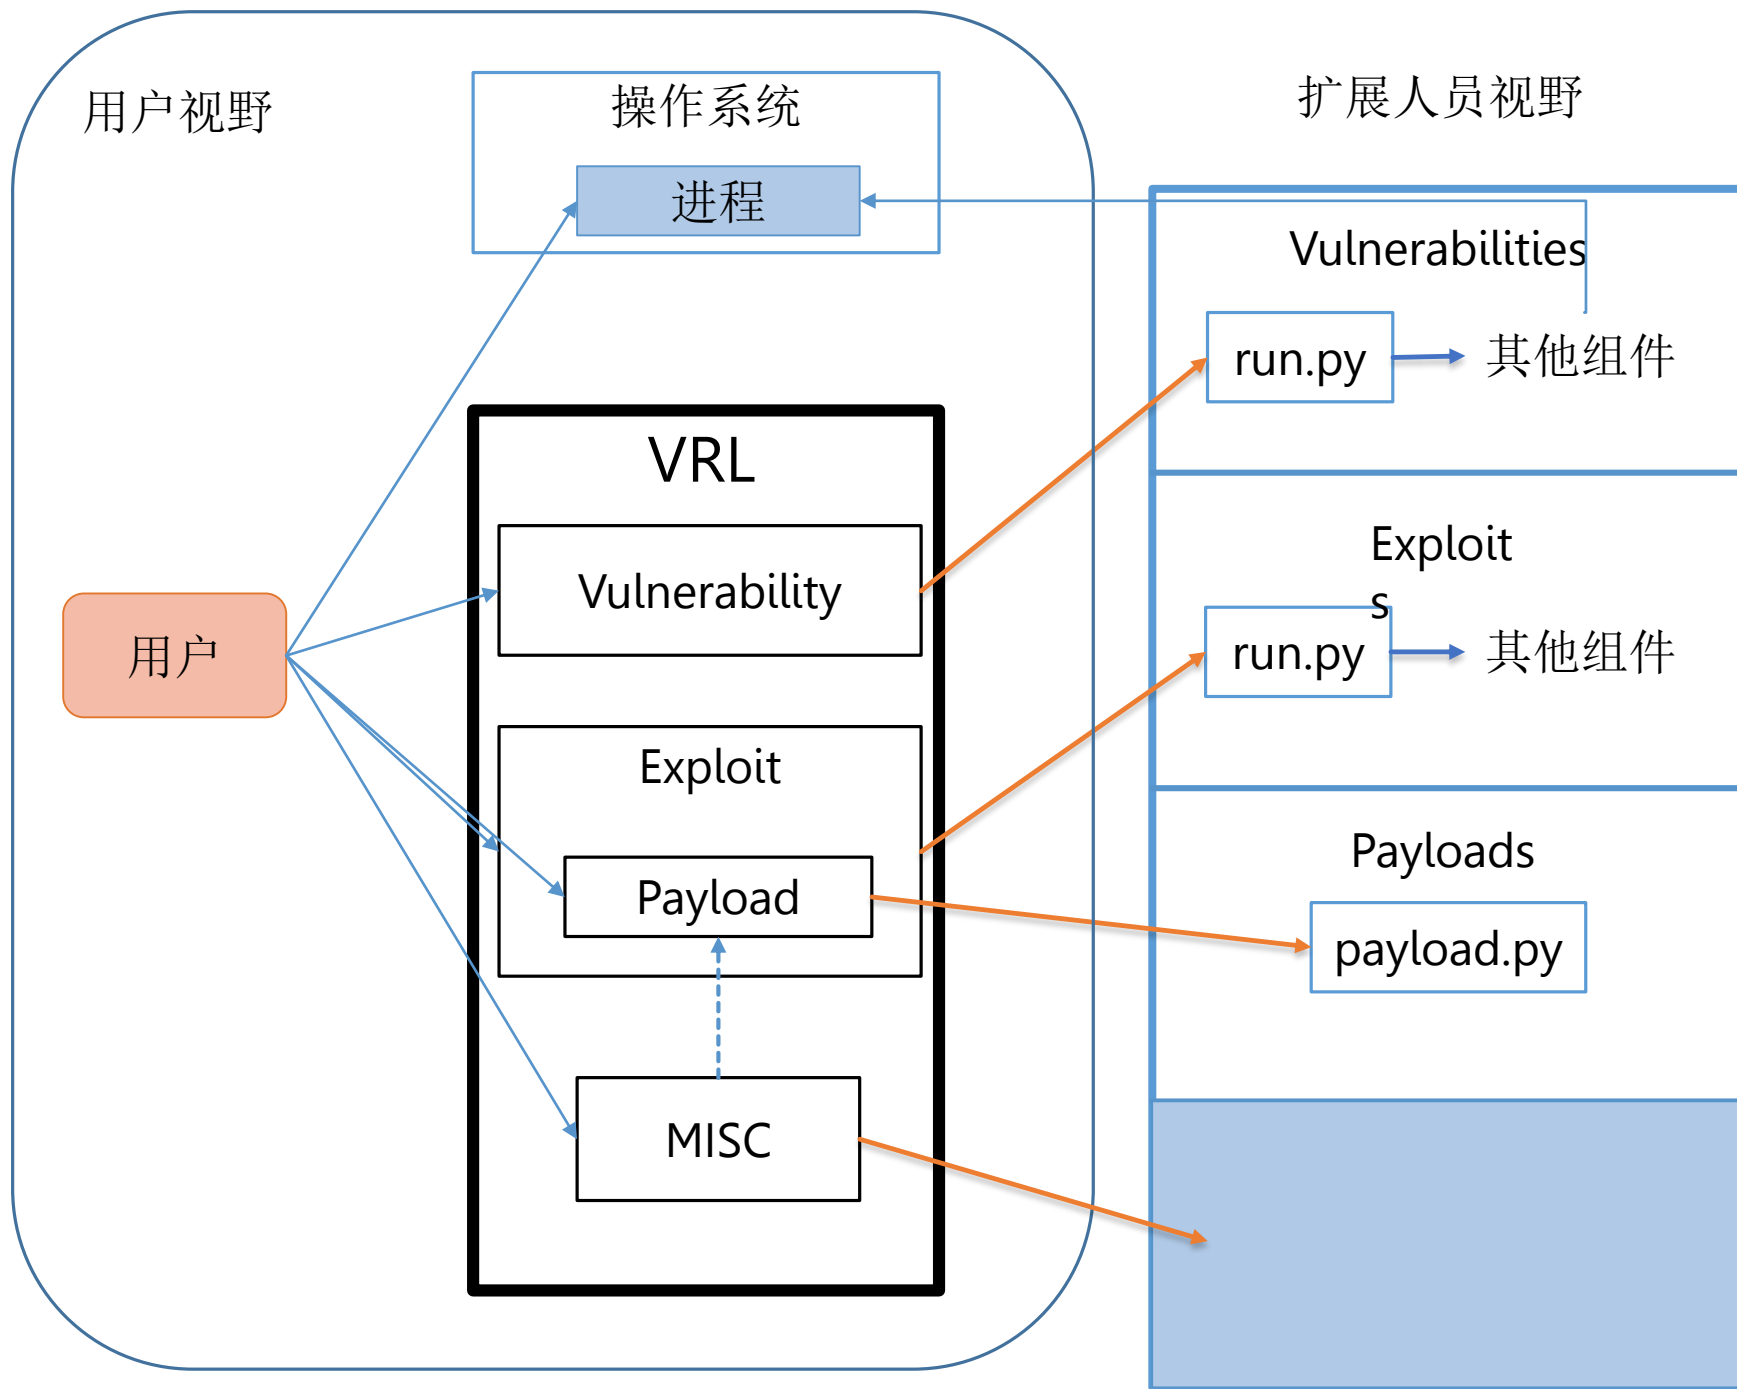 用户视野
操作系统
进程
扩展人员视野
Vulnerabilities
run.py
其他组件
VRL
Vulnerability
用户
Exploit
s
run.py
其他组件
Exploit
Payload
Payloads
payload.py
MISC